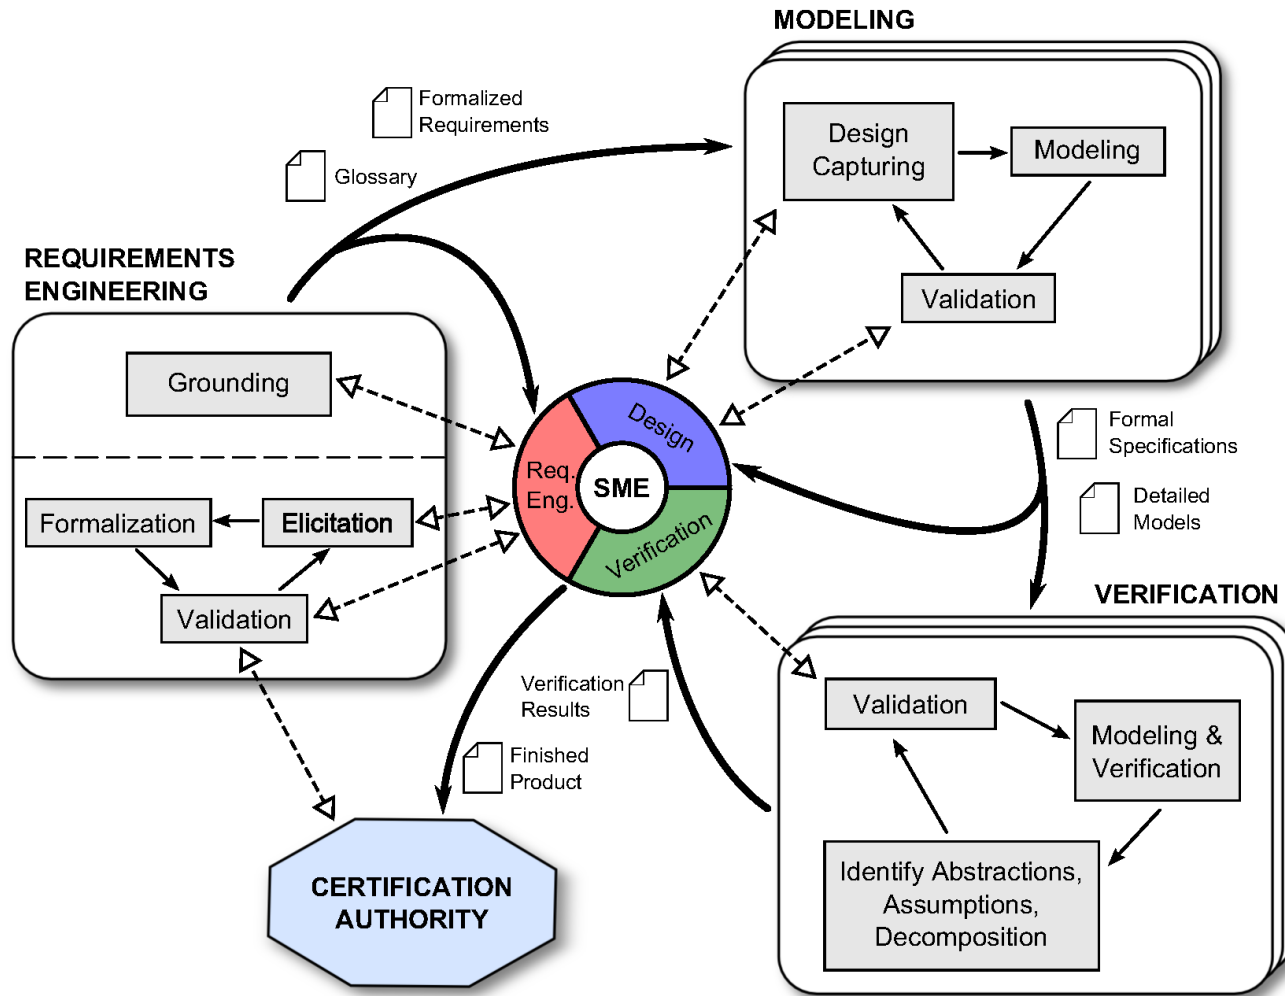 MODELING
Formalized
Requirements
Glossary
Design
Capturing
Modeling
Validation
REQUIREMENTS
ENGINEERING
Grounding
Formalization
Elicitation
Validation
Design
Req.
Eng.
SME
Verification
Formal
Specifications
Detailed
Models
VERIFICATION
Verification
Results
Finished
Product
Validation
Modeling &
Verification
Identify Abstractions,
Assumptions,
Decomposition
CERTIFICATION
AUTHORITY